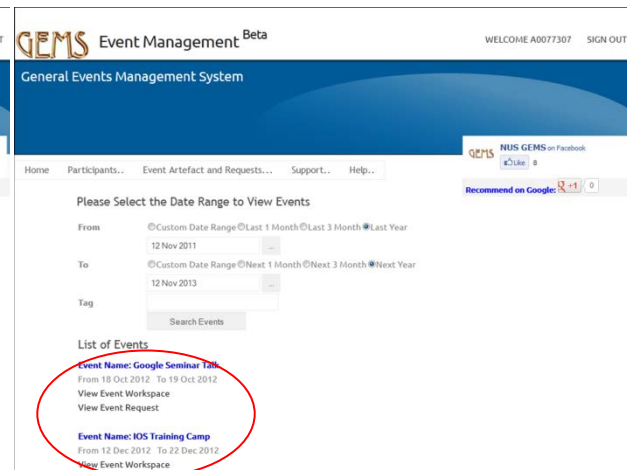 T
GEMS Event Management Beta
WELCOME A0077307 SIGN OUT
General Events Management System
GEMS NUS GEMS on Facebook
Like 8
Home Participants.. Event Artefact and Requests... Support.. Help..
Recommend on Google: +1 0
Please Select the Date Range to View Events
From Custom Date Range Last 1 Month Last 3 Month Last Year
12 Nov 2011 ...
To Custom Date Range Next 1 Month Next 3 Month Next Year
12 Nov 2013 ...
Tag
Search Events
List of Events
Event Name: Google Seminar Talk
From 18 Oct 2012 To 19 Oct 2012
View Event Workspace
View Event Request
Event Name: IOS Training Camp
From 12 Dec 2012 To 22 Dec 2012
View Event Workspace